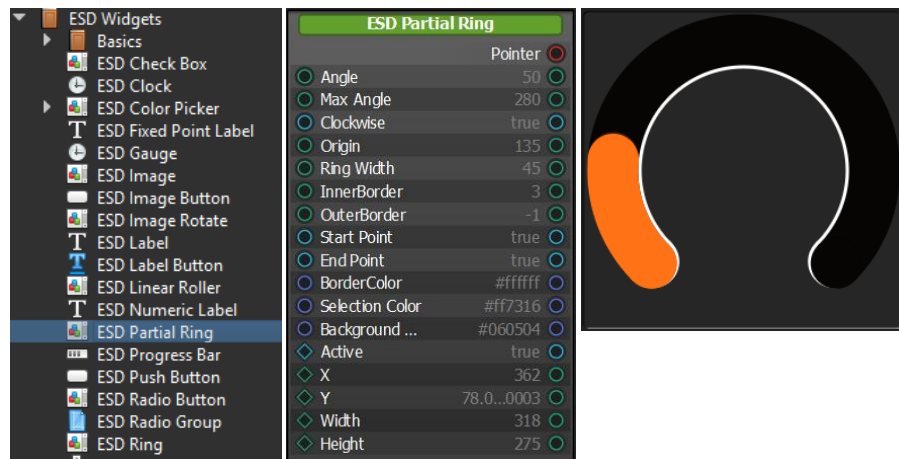 ESD Widgets
Basics
ESD Check Box
ESD Clock
ESD Color Picker
ESD Fixed Point Label
ESD Gauge
ESD Image
ESD Image Button
ESD Image Rotate
ESD Label
ESD Label Button
ESD Linear Roller
ESD Numeric Label
ESD Partial Ring
ESD Progress Bar
ESD Push Button
ESD Radio Button
ESD Radio Group
ESD Ring
ESD Partial Ring
Pointer
Angle 50
Max Angle 280
Clockwise true
Origin 135
Ring Width 45
InnerBorder 3
OuterBorder -1
Start Point true
End Point true
BorderColor #ffffff
Selection Color #ff7316
Background ... #060504
Active true
X 362
Y 78.0...0003
Width 318
Height 275